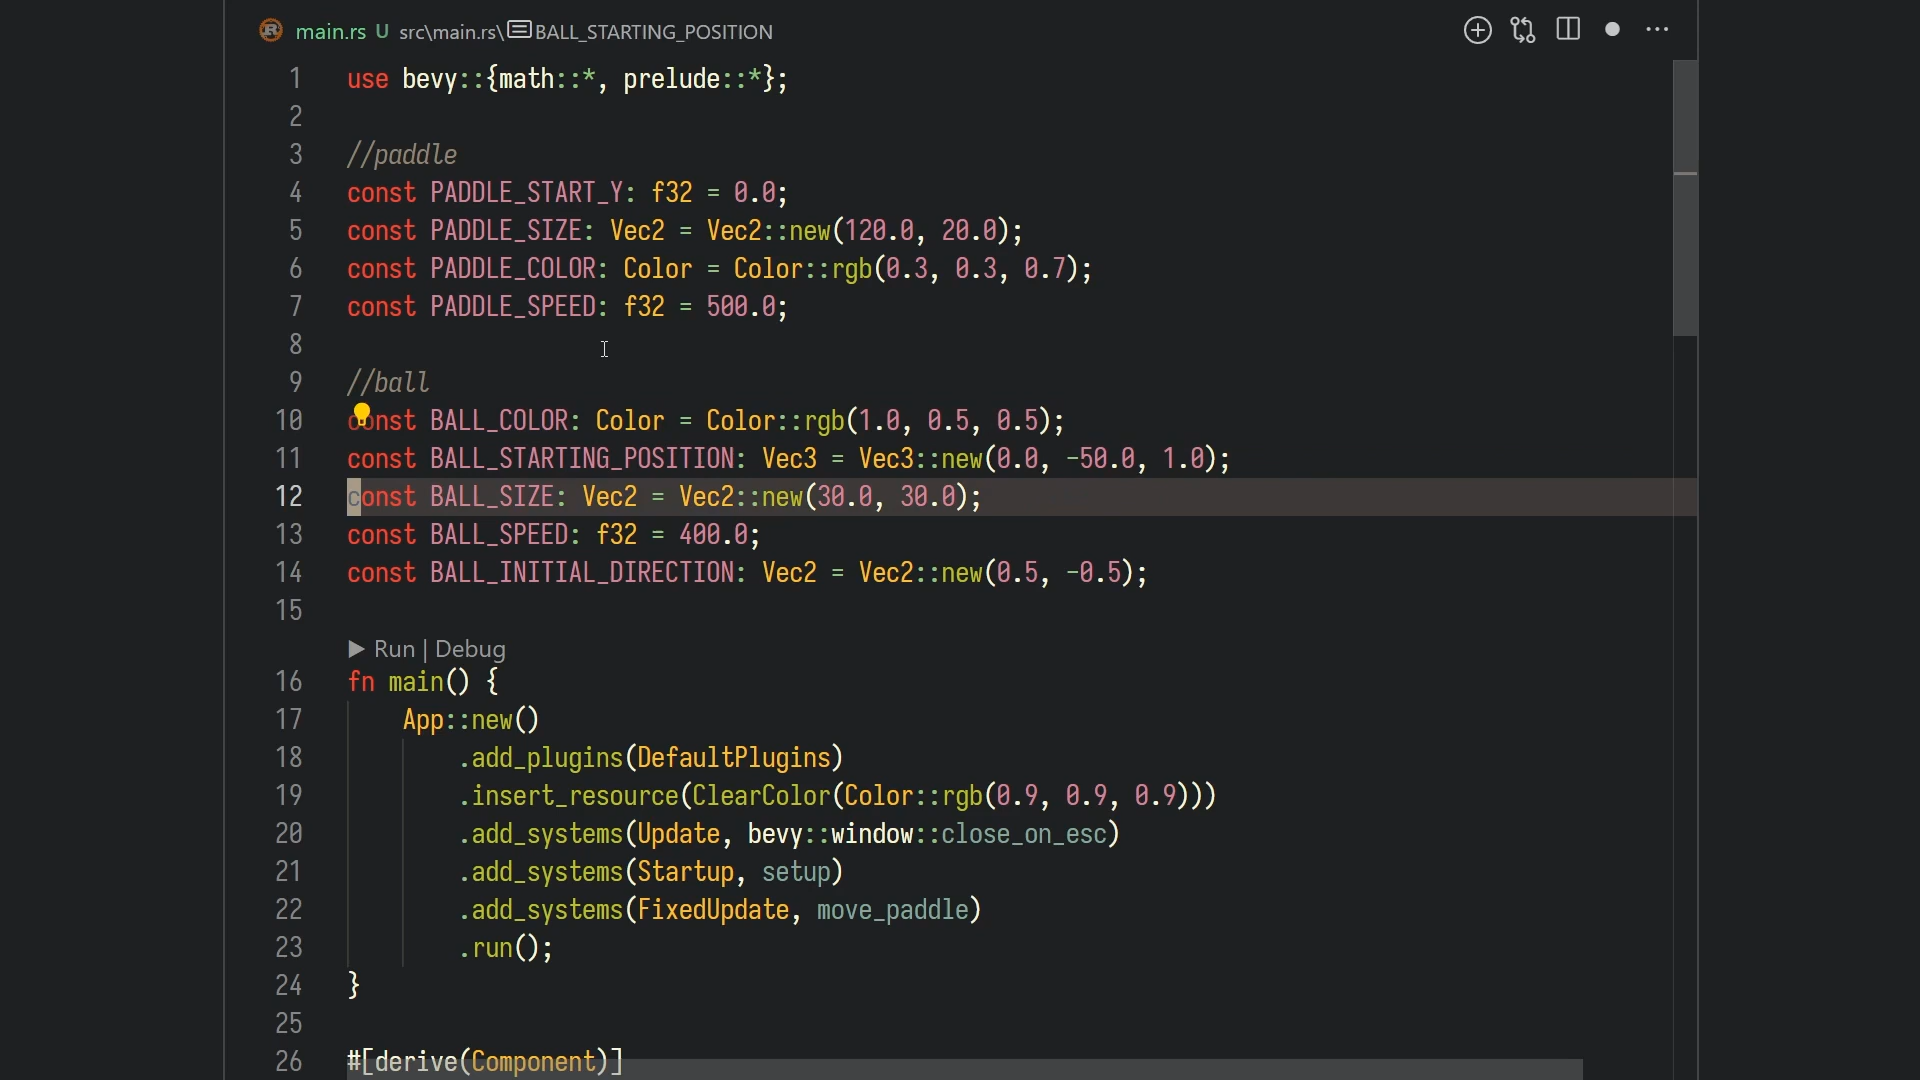 main.rs U src\main.rs\BALL_STARTING_POSITION
1 use bevy::{math::*, prelude::*};
2
3 //paddle
4 const PADDLE_START_Y: f32 = 0.0;
5 const PADDLE_SIZE: Vec2 = Vec2::new(120.0, 20.0);
6 const PADDLE_COLOR: Color = Color::rgb(0.3, 0.3, 0.7);
7 const PADDLE_SPEED: f32 = 500.0;
8
9 //ball
10 const BALL_COLOR: Color = Color::rgb(1.0, 0.5, 0.5);
11 const BALL_STARTING_POSITION: Vec3 = Vec3::new(0.0, -50.0, 1.0);
12 const BALL_SIZE: Vec2 = Vec2::new(30.0, 30.0);
13 const BALL_SPEED: f32 = 400.0;
14 const BALL_INITIAL_DIRECTION: Vec2 = Vec2::new(0.5, -0.5);
15
▶ Run | Debug
16 fn main() {
17     App::new()
18         .add_plugins(DefaultPlugins)
19         .insert_resource(ClearColor(Color::rgb(0.9, 0.9, 0.9)))
20         .add_systems(Update, bevy::window::close_on_esc)
21         .add_systems(Startup, setup)
22         .add_systems(FixedUpdate, move_paddle)
23         .run();
24 }
25
26 #[derive(Component)]